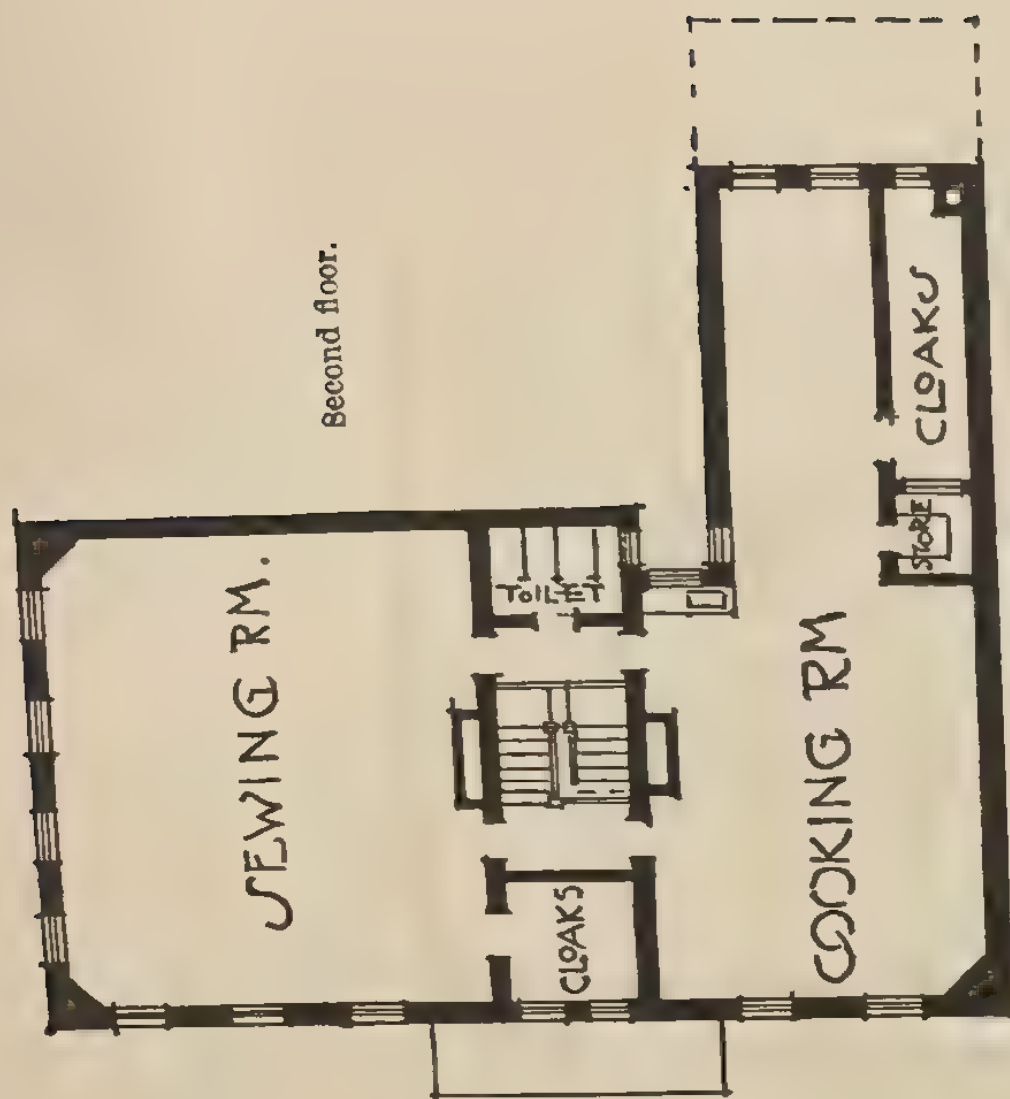 Second floor.
SEWING RM.
TOILET
CLOAKS
COOKING RM
STORE
CLOAKS